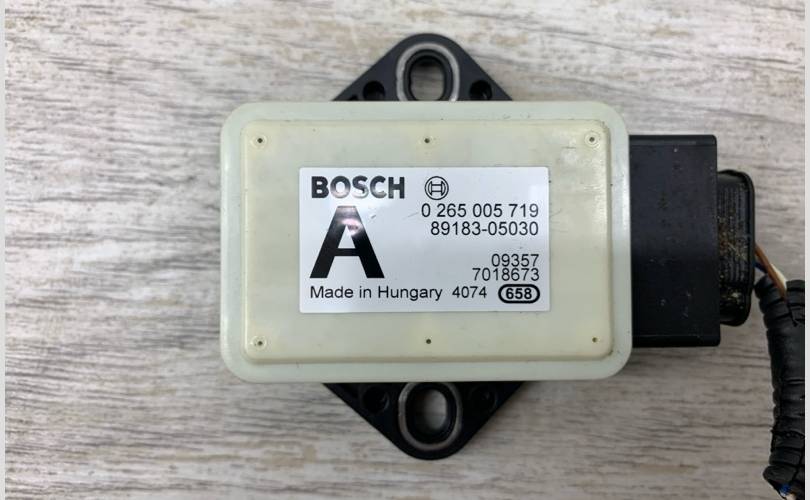 BOSCH
A
0 265 005 719
89183-05030
09357
7018673
Made in Hungary 4074 658